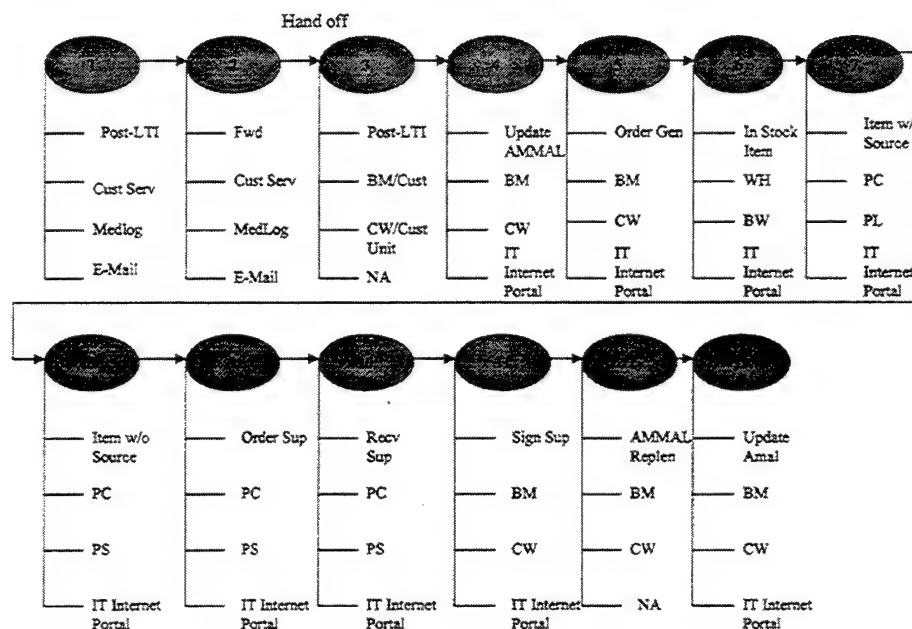 Hand off
1
2
3
4
5
6
7
Post-LTI
Cust Serv
Medlog
E-Mail
Fwd
Cust Serv
MedLog
E-Mail
Post-LTI
BM/Cust
CW/Cust
Unit
NA
Update
AMMAL
BM
CW
IT
Internet
Portal
Order Gen
BM
CW
IT
Internet
Portal
In Stock
Item
WH
BW
IT
Internet
Portal
Item w/
Source
PC
PL
IT
Internet
Portal
Item w/o
Source
PC
PS
IT Internet
Portal
Order Sup
PC
PS
IT Internet
Portal
Recv
Sup
PC
PS
IT Internet
Portal
Sign Sup
BM
CW
IT Internet
Portal
AMMAL
Replen
BM
CW
NA
Update
Amal
BM
CW
IT Internet
Portal